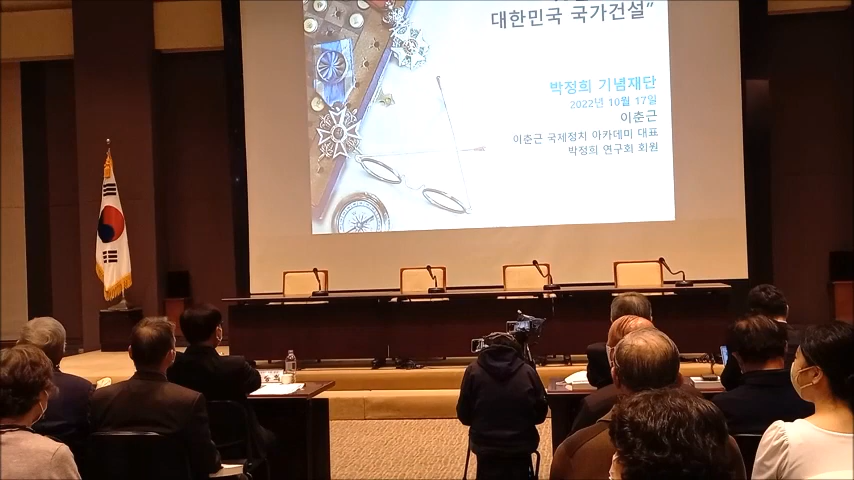 대한민국 국가건설”
박정희 기념재단
2022년 10월 17일
이춘근
이춘근 국제정치 아카데미 대표
박정희 연구회 회원